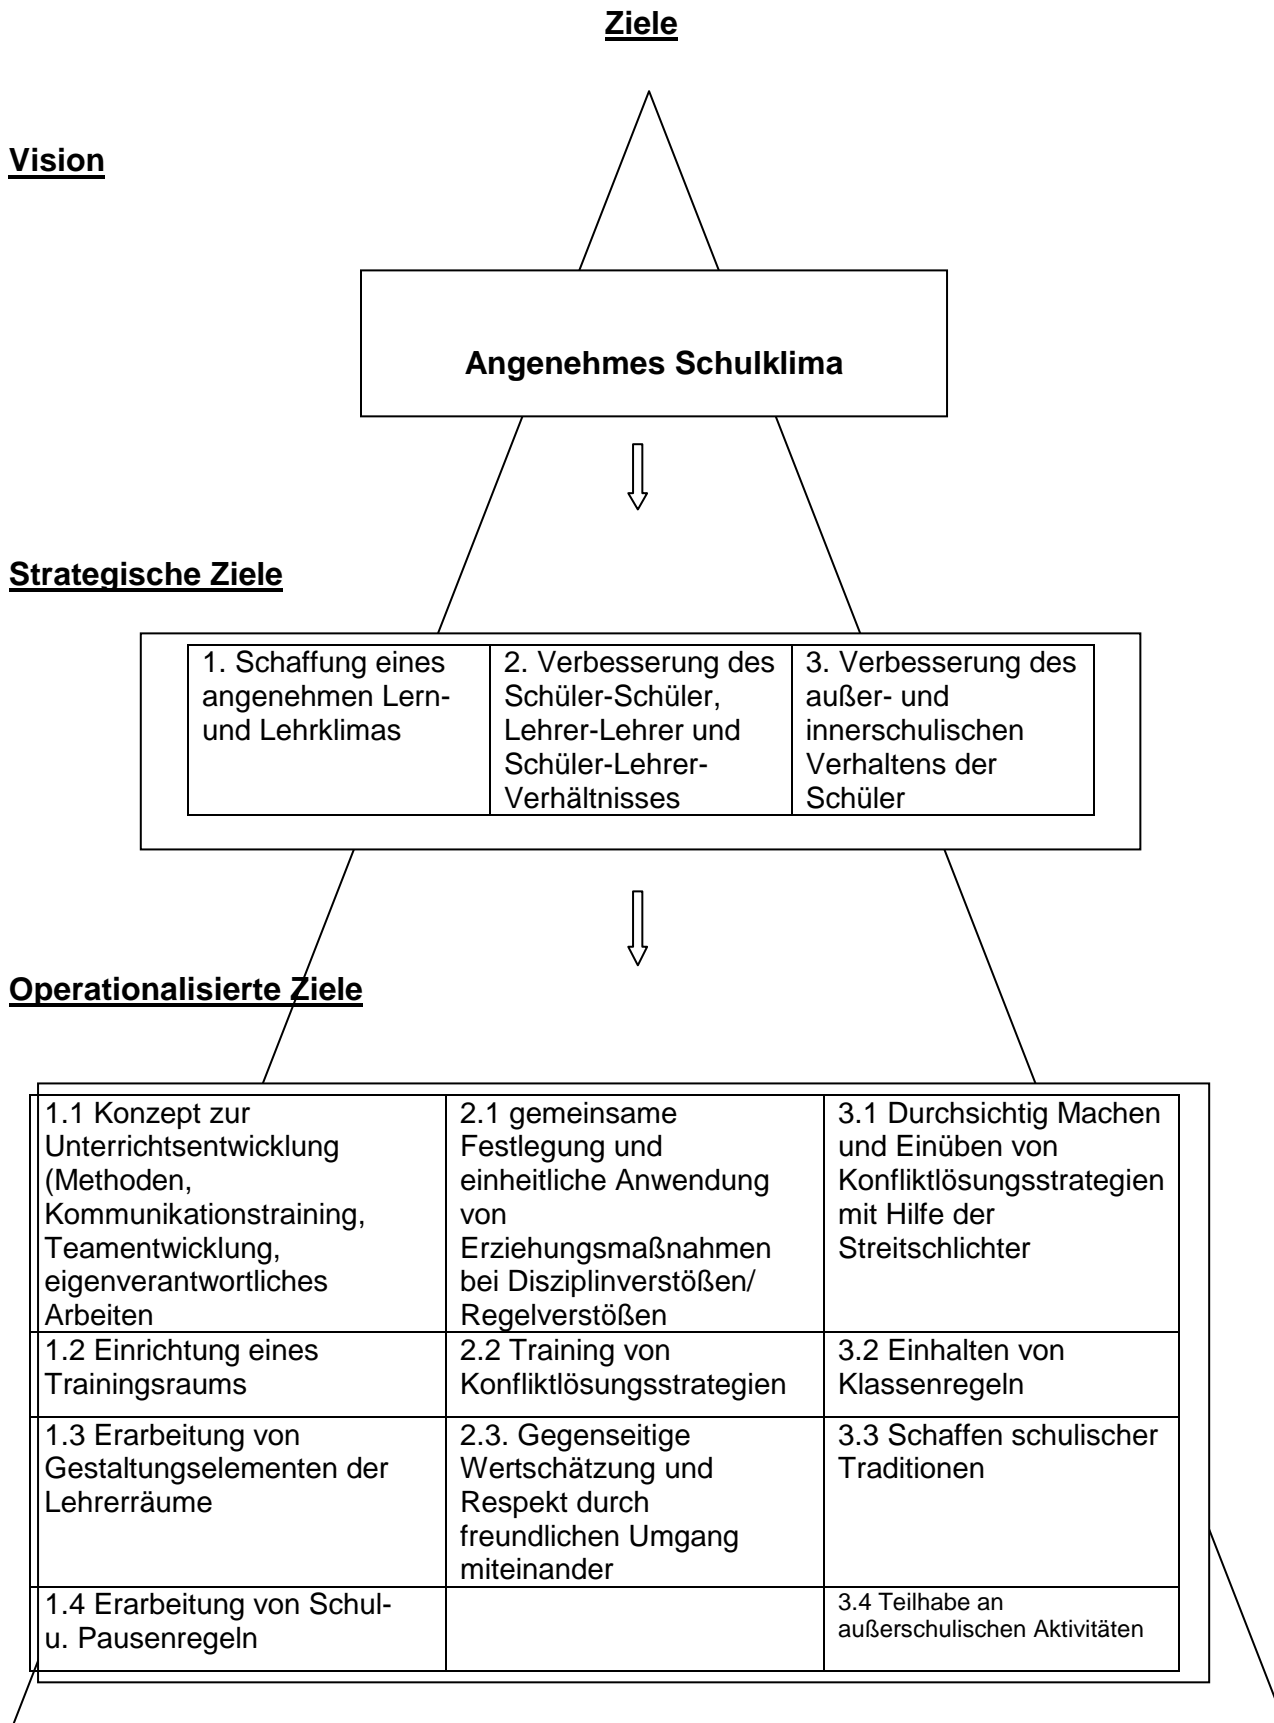 Ziele
Vision
Angenehmes Schulklima
Strategische Ziele
1. Schaffung eines
angenehmen Lern-
und Lehrklimas
2. Verbesserung des
Schüler-Schüler,
Lehrer-Lehrer und
Schüler-Lehrer-
Verhältnisses
3. Verbesserung des
außer- und
innerschulischen
Verhaltens der
Schüler
Operationalisierte Ziele
1.1 Konzept zur
Unterrichtsentwicklung
(Methoden,
Kommunikationstraining,
Teamentwicklung,
eigenverantwortliches
Arbeiten
2.1 gemeinsame
Festlegung und
einheitliche Anwendung
von
Erziehungsmaßnahmen
bei Disziplinverstößen/
Regelverstößen
3.1 Durchsichtig Machen
und Einüben von
Konfliktlösungsstrategien
mit Hilfe der
Streitschlichter
1.2 Einrichtung eines
Trainingsraums
2.2 Training von
Konfliktlösungsstrategien
3.2 Einhalten von
Klassenregeln
1.3 Erarbeitung von
Gestaltungselementen der
Lehrerräume
2.3. Gegenseitige
Wertschätzung und
Respekt durch
freundlichen Umgang
miteinander
3.3 Schaffen schulischer
Traditionen
1.4 Erarbeitung von Schul-
u. Pausenregeln
3.4 Teilhabe an
außerschulischen Aktivitäten